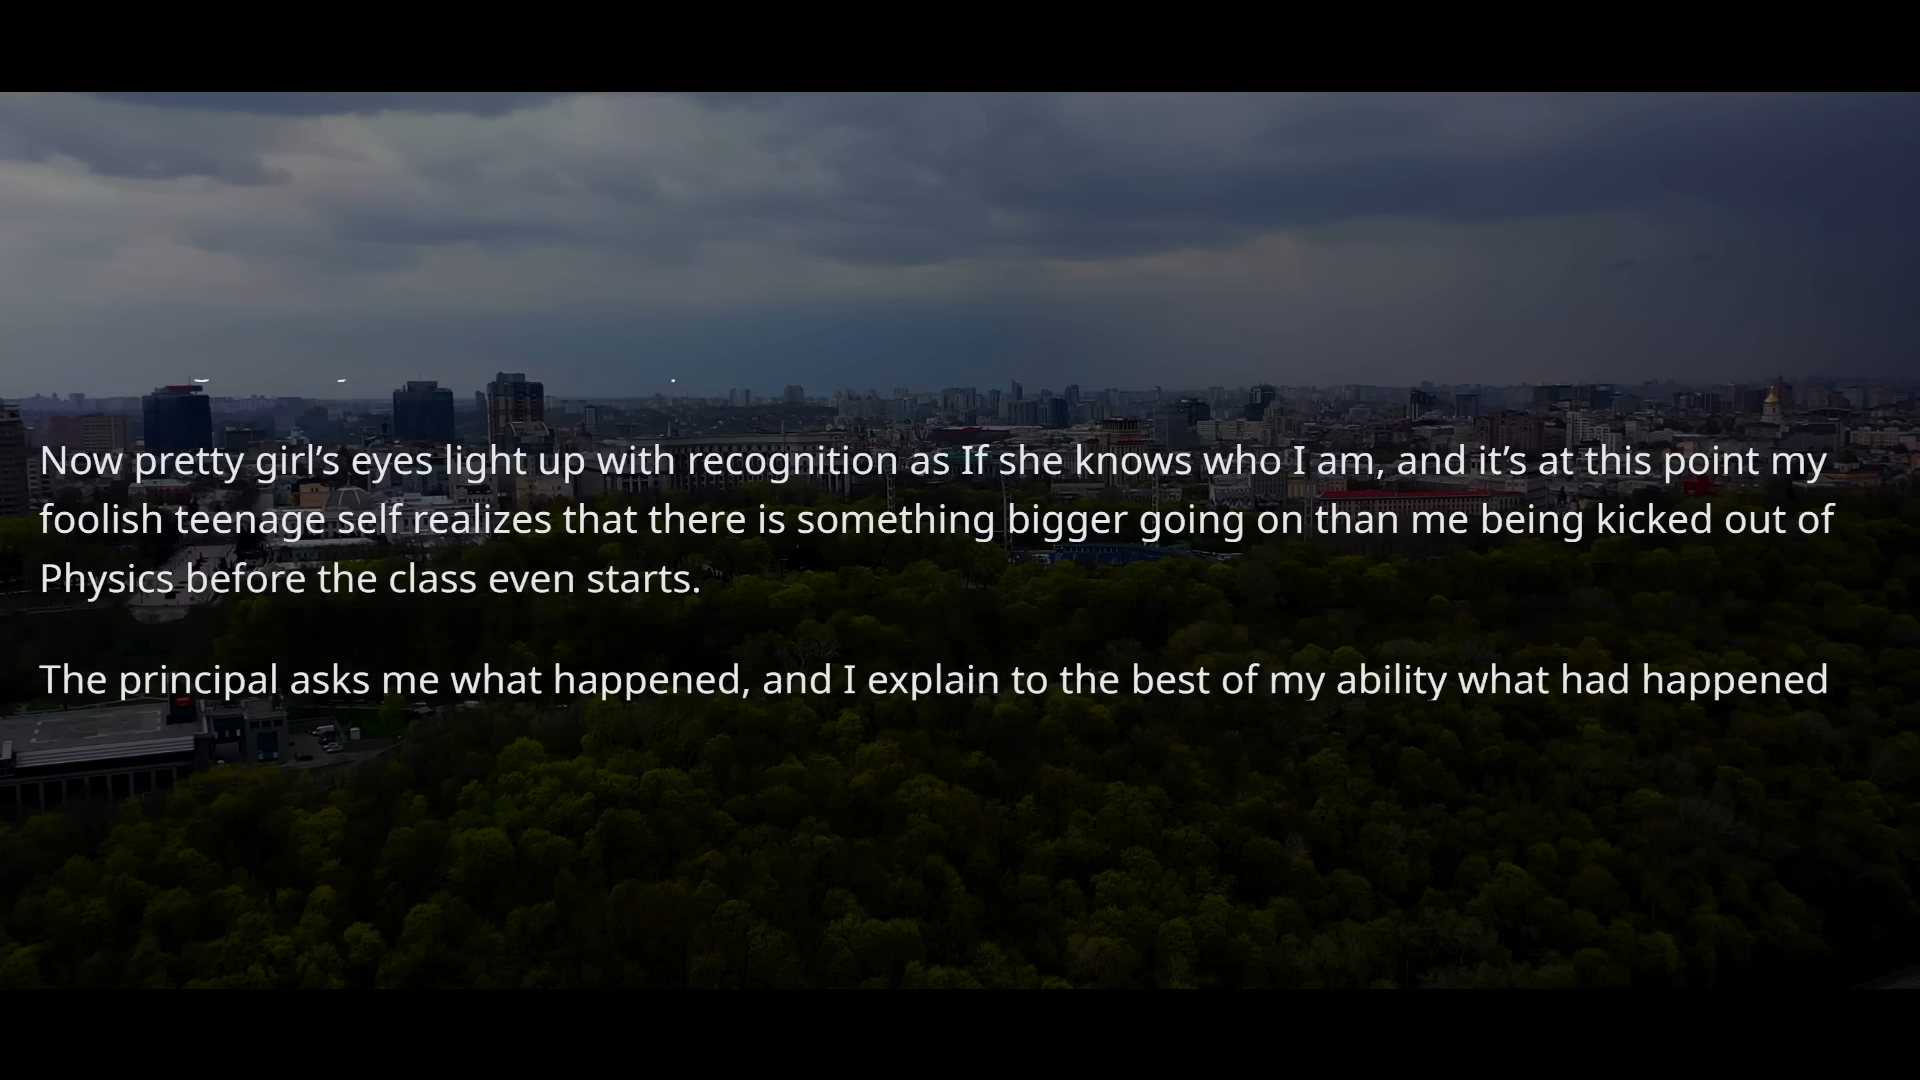 Now pretty girl’s eyes light up with recognition as If she knows who I am, and it’s at this point my
foolish teenage self realizes that there is something bigger going on than me being kicked out of
Physics before the class even starts.
The principal asks me what happened, and I explain to the best of my ability what had happened